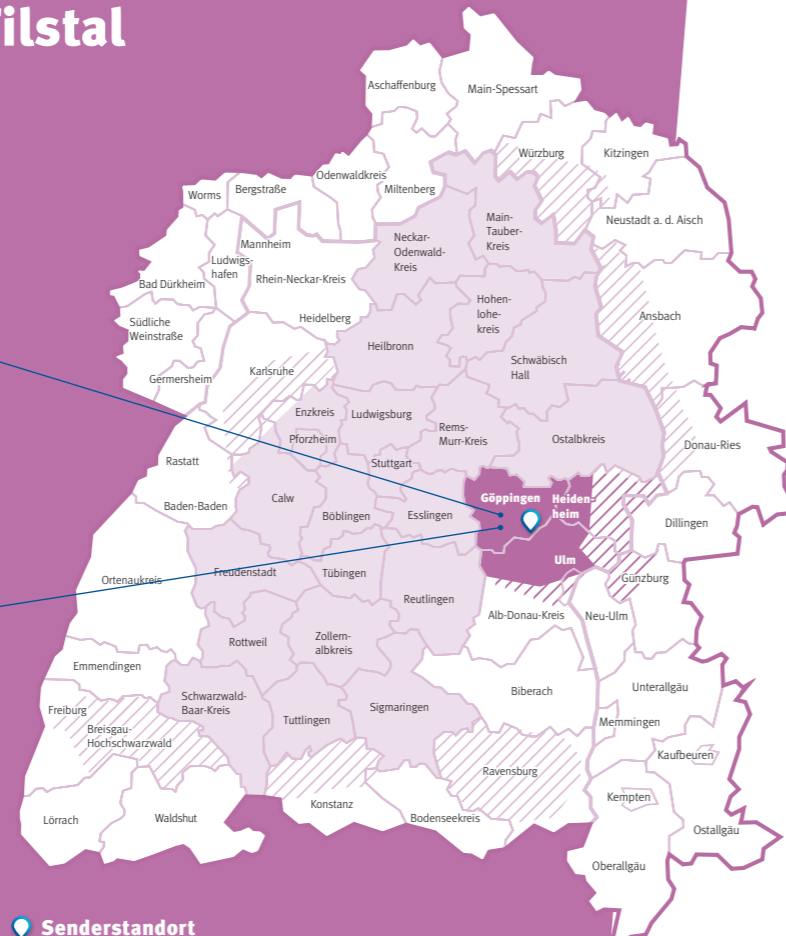 ilstal
Aschaffenburg
Main-Spessart
Würzburg
Kitzingen
Odenwaldkreis
Miltenberg
Worms
Bergstraße
Neustadt a. d. Aisch
Main-
Tauber-
Kreis
Neckar-
Odenwald-
Kreis
Mannheim
Ludwigs-
hafen
Rhein-Neckar-Kreis
Bad Dürkheim
Heidelberg
Hohen-
lohe-
kreis
Ansbach
Südliche
Weinstraße
Heilbronn
Schwäbisch
Hall
Karlsruhe
Germersheim
Enzkreis
Ludwigsburg
Pforzheim
Rems-
Murr-Kreis
Ostalbkreis
Donau-Ries
Rastatt
Stuttgart
Calw
Baden-Baden
Böblingen
Esslingen
Göppingen
Heiden-
heim
Dillingen
Ulm
Ortenaukreis
Freudenstadt
Tübingen
Günzburg
Reutlingen
Alb-Donau-Kreis
Neu-Ulm
Rottweil
Zollern-
albkreis
Emmendingen
Schwarzwald-
Baar-Kreis
Sigmaringen
Biberach
Unterallgäu
Freiburg
Tuttlingen
Memmingen
Breisgau-
Hochschwarzwald
Kaufbeuren
Ravensburg
Kempten
Konstanz
Lörrach
Waldshut
Bodenseekreis
Ostallgäu
Oberallgäu
Senderstandort